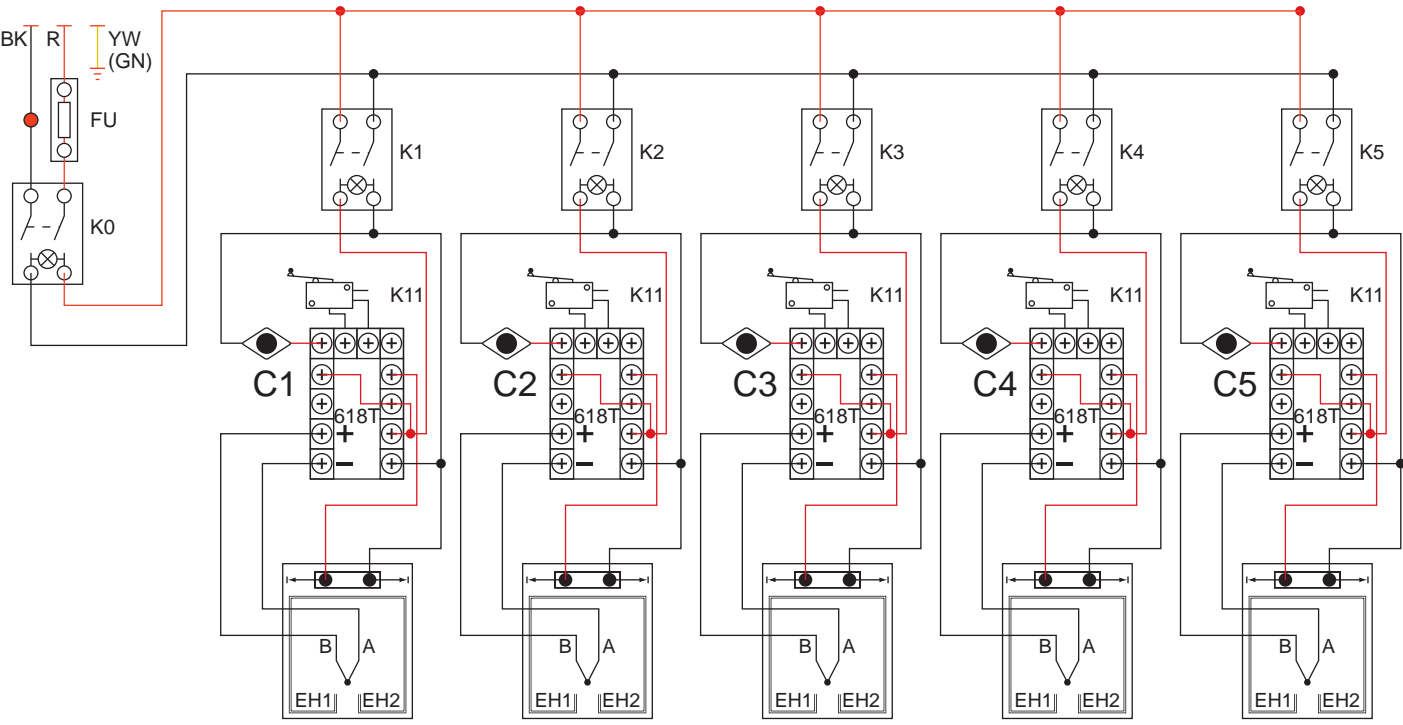 BK R YW
(GN)
FU
K0
K1 K2 K3 K4 K5
K11 K11 K11 K11 K11
C1 C2 C3 C4 C5
618T 618T 618T 618T 618T
+ + + + +
− − − − −
B A B A B A B A B A
EH1 EH2 EH1 EH2 EH1 EH2 EH1 EH2 EH1 EH2